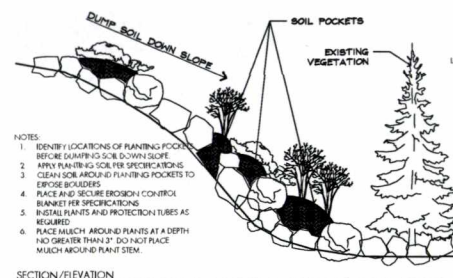 DUMP SOIL DOWN SLOPE
SOIL POCKETS
EXISTING
VEGETATION
NOTES:
1. IDENTIFY LOCATIONS OF PLANTING POCKETS
BEFORE DUMPING SOIL DOWN SLOPE
2 APPLY PLANTING SOIL PER SPECIFICATIONS
3 CLEAN SOIL AROUND PLANTING POCKETS TO
EXPOSE BOULDERS
4. PLACE AND SECURE EROSION CONTROL
BLANKET PER SPECIFICATIONS
5. INSTALL PLANTS AND PROTECTION TUBES AS
REQUIRED
6. PLACE MULCH AROUND PLANTS AT A DEPTH
NO GREATER THAN 3" DO NOT PLACE
MULCH AROUND PLANT STEM.
SECTION/ELEVATION